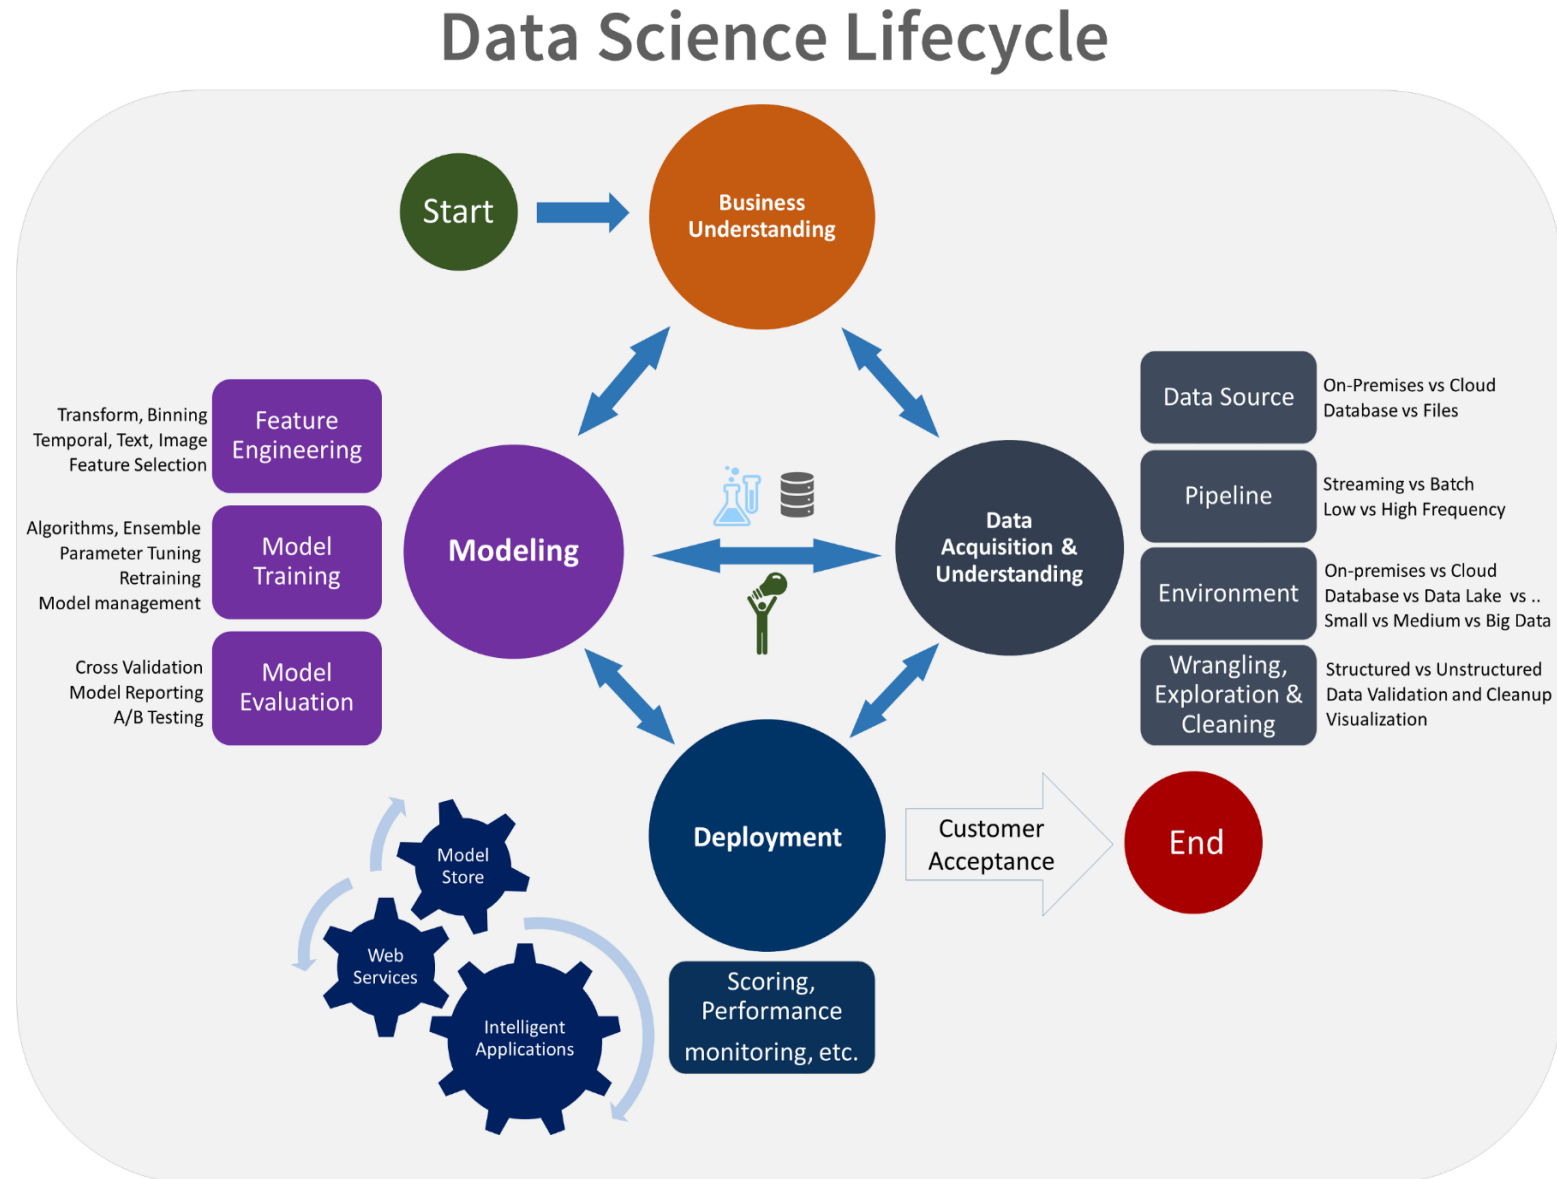 Data Science Lifecycle
Start
Business
Understanding
Feature
Engineering
Transform, Binning
Temporal, Text, Image
Feature Selection
Model
Training
Algorithms, Ensemble
Parameter Tuning
Retraining
Model management
Model
Evaluation
Cross Validation
Model Reporting
A/B Testing
Modeling
Data
Acquisition &
Understanding
Data Source
On-Premises vs Cloud
Database vs Files
Pipeline
Streaming vs Batch
Low vs High Frequency
Environment
On-premises vs Cloud
Database vs Data Lake vs ..
Small vs Medium vs Big Data
Wrangling,
Exploration &
Cleaning
Structured vs Unstructured
Data Validation and Cleanup
Visualization
Deployment
Customer
Acceptance
End
Model
Store
Web
Services
Intelligent
Applications
Scoring,
Performance
monitoring, etc.